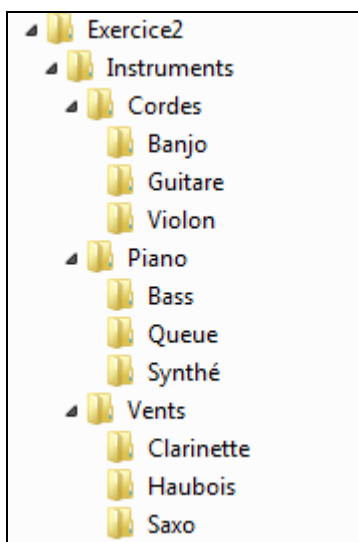 Exercice2
Instruments
Cordes
Banjo
Guitare
Violon
Piano
Bass
Queue
Synthé
Vents
Clarinette
Haubois
Saxo